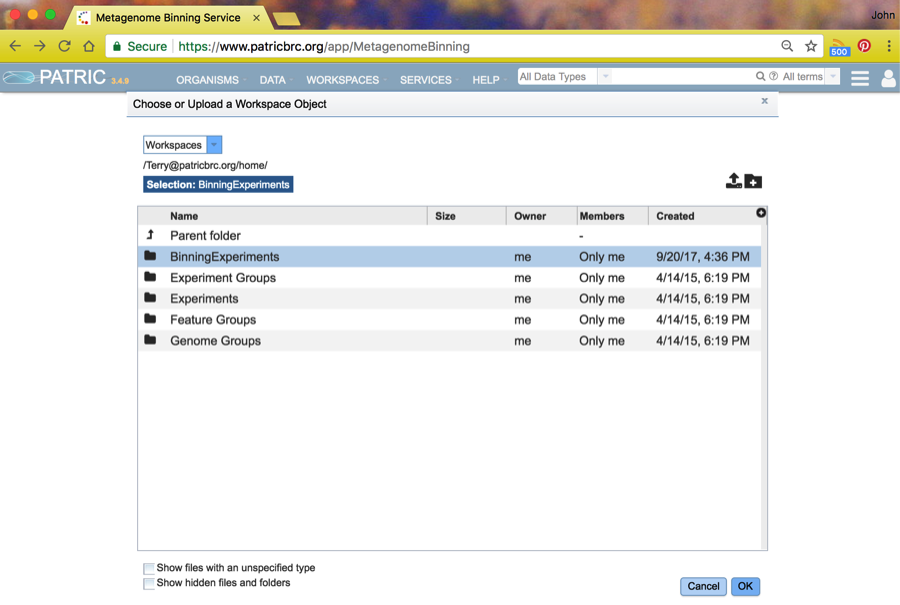 Metagenome Binning Service
John
Secure https://www.patricbrc.org/app/MetagenomeBinning
500
PATRIC 3.4.9 ORGANISMS DATA WORKSPACES SERVICES HELP All Data Types All terms
Choose or Upload a Workspace Object x
Workspaces
/Terry@patricbrc.org/home/
Selection: BinningExperiments
Name Size Owner Members Created
Parent folder -
BinningExperiments me Only me 9/20/17, 4:36 PM
Experiment Groups me Only me 4/14/15, 6:19 PM
Experiments me Only me 4/14/15, 6:19 PM
Feature Groups me Only me 4/14/15, 6:19 PM
Genome Groups me Only me 4/14/15, 6:19 PM
Show files with an unspecified type
Show hidden files and folders
Cancel OK